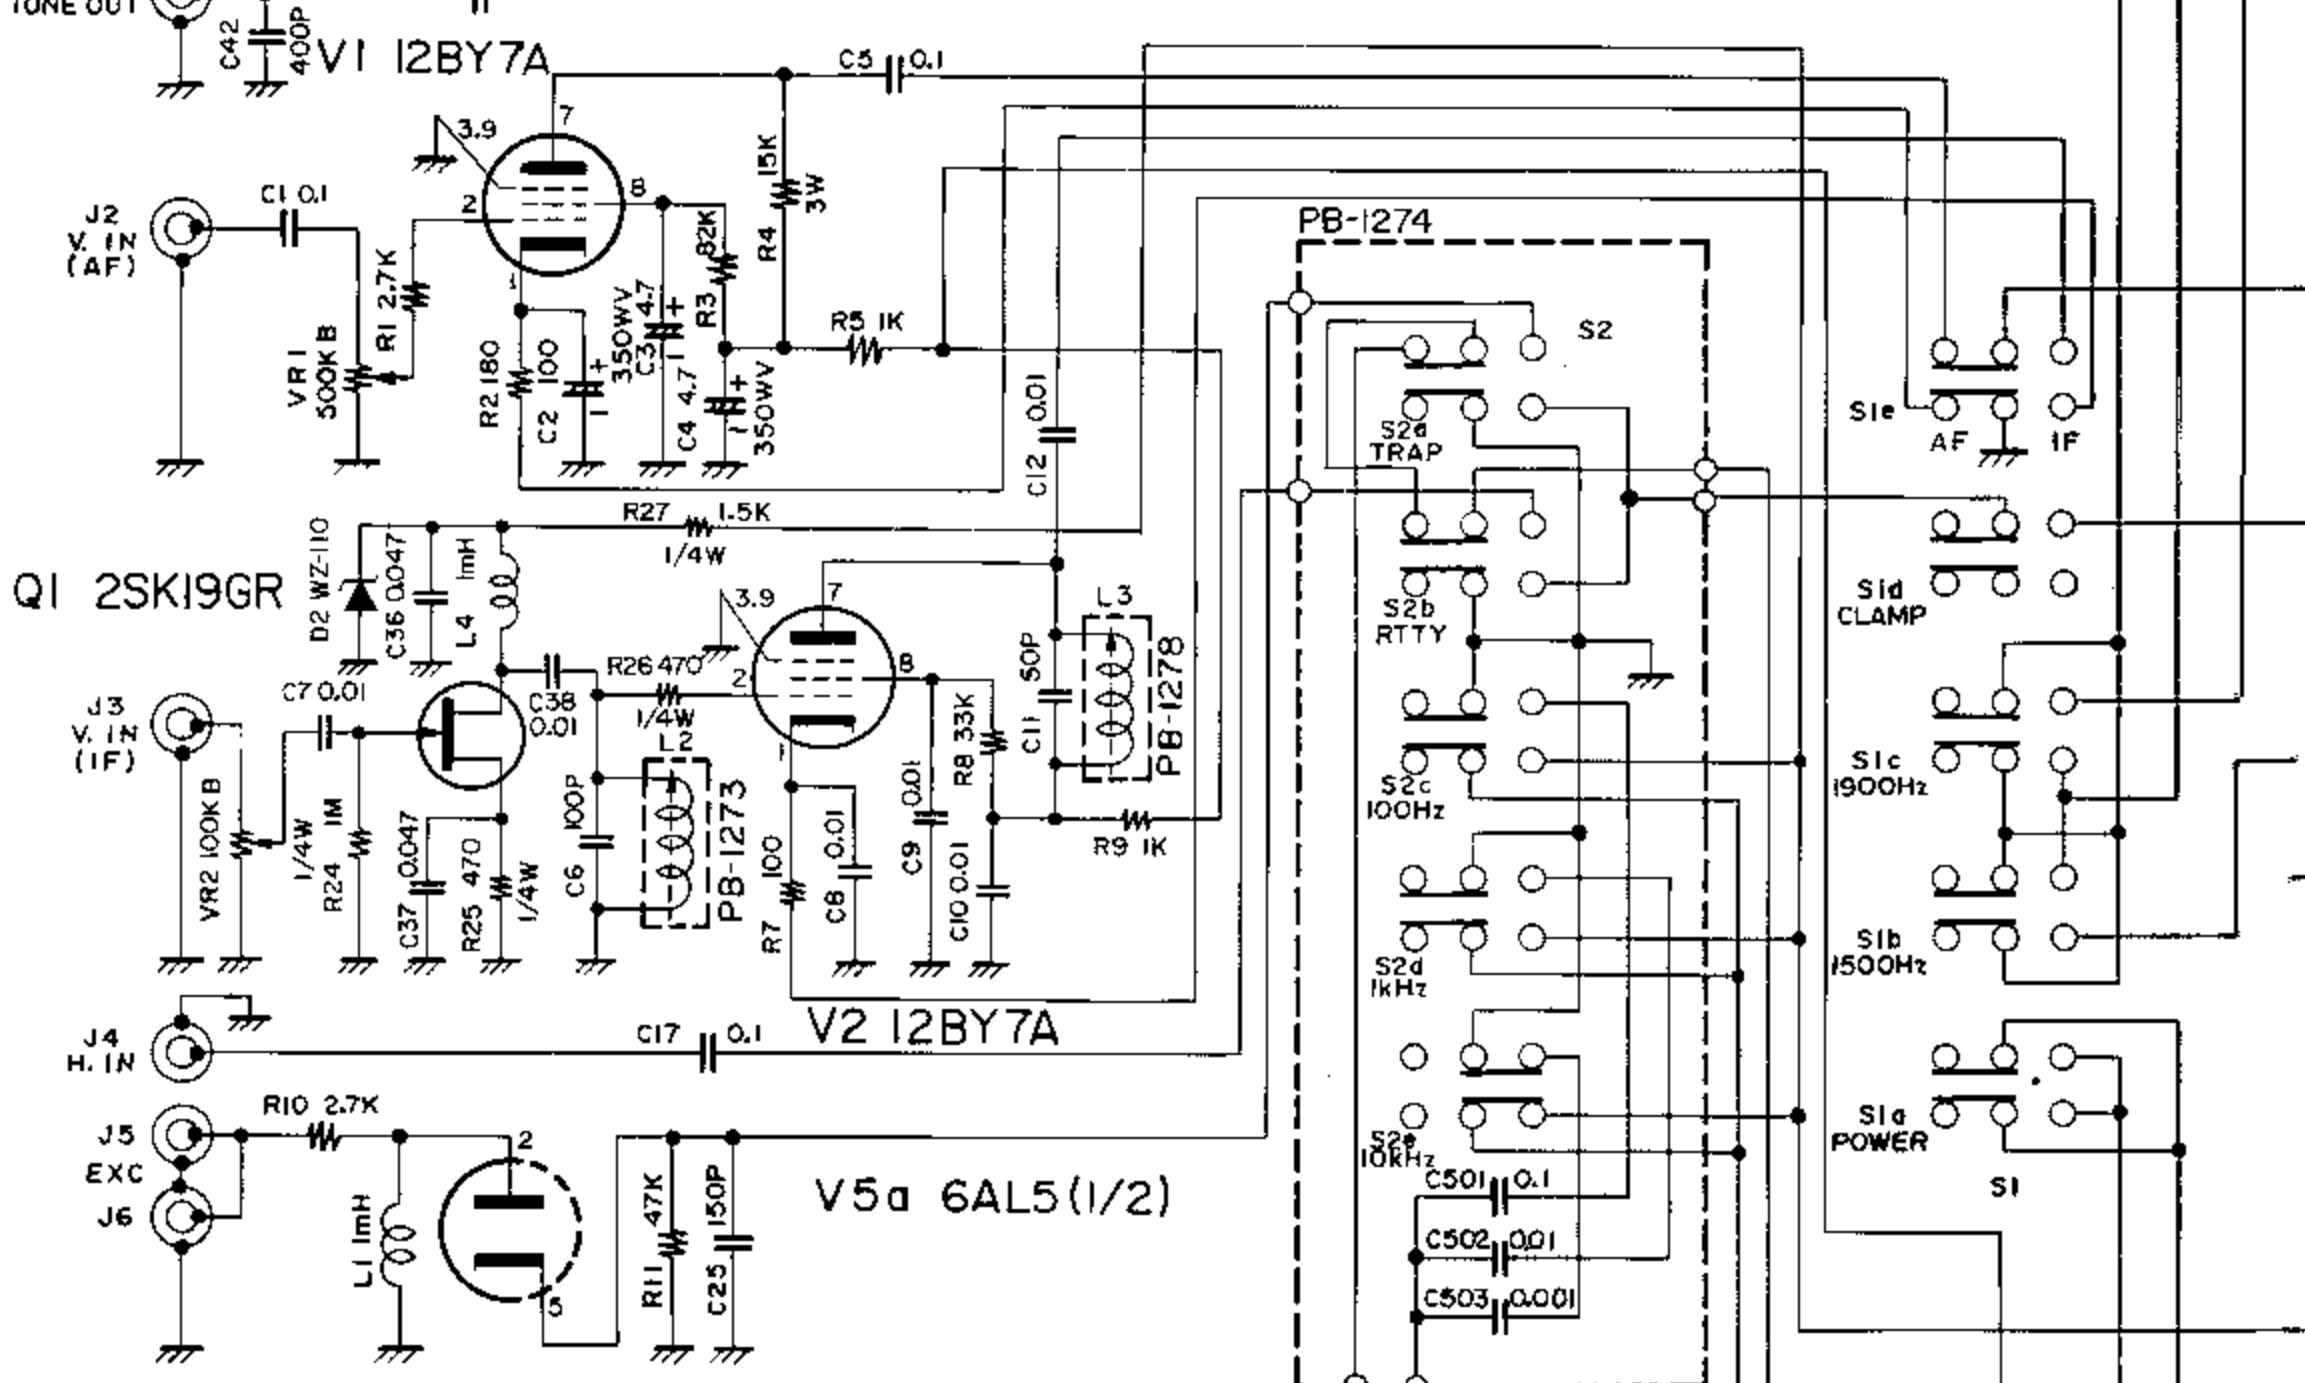 TONE OUT
C42
400P
V1 12BY7A
C5 0.1
7
3.9
8
2
1
C1 0.1
J2
V. IN
(AF)
VR1
500KB
R1 2.7K
R2 180
C2 100
350WV
C3 4.7
+
R3 82K
C4 4.7
350WV
R4
15K
3W
R5 1K
C12 0.01
PB-1274
S2
S2a
TRAP
S2b
RTTY
S2c
100Hz
S2d
1kHz
S2e
10kHz
C501 0.1
C502 0.01
C503 0.001
S1e
AF
IF
S1d
CLAMP
S1c
1900Hz
S1b
1500Hz
S1a
POWER
S1
R27 1.5K
1/4W
Q1 2SK19GR
D2 WZ-110
C36 0.047
L4 1mH
J3
V. IN
(IF)
C7 0.01
VR2 100KB
1/4W
R24 1M
C37 0.047
R25 470
1/4W
C38
0.01
R26 470
1/4W
L2
PB-1273
C6 100P
3.9
7
2
8
1
R7 100
C8 0.01
C9 0.01
R8 33K
C10 0.01
C11 50P
L3
PB-1278
R9 1K
V2 12BY7A
J4
H. IN
C17 0.1
J5
EXC
J6
R10 2.7K
L1 1mH
2
5
R11 47K
C25 150P
V5a 6AL5(1/2)